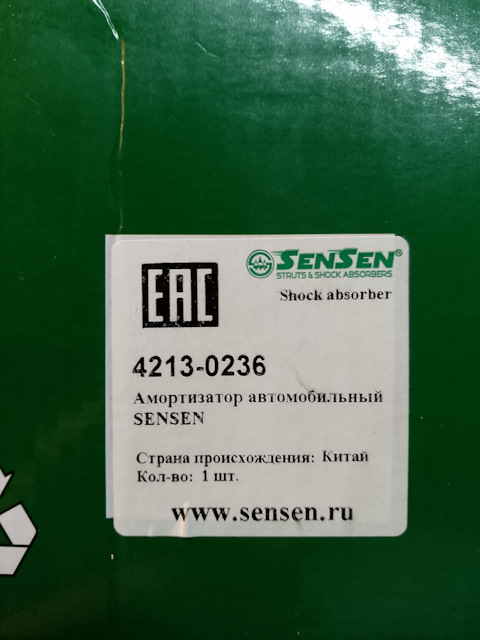 EAC
SENSEN®
STRUTS & SHOCK ABSORBERS
Shock absorber
4213-0236
Амортизатор автомобильный
SENSEN
Страна происхождения: Китай
Кол-во: 1 шт.
www.sensen.ru